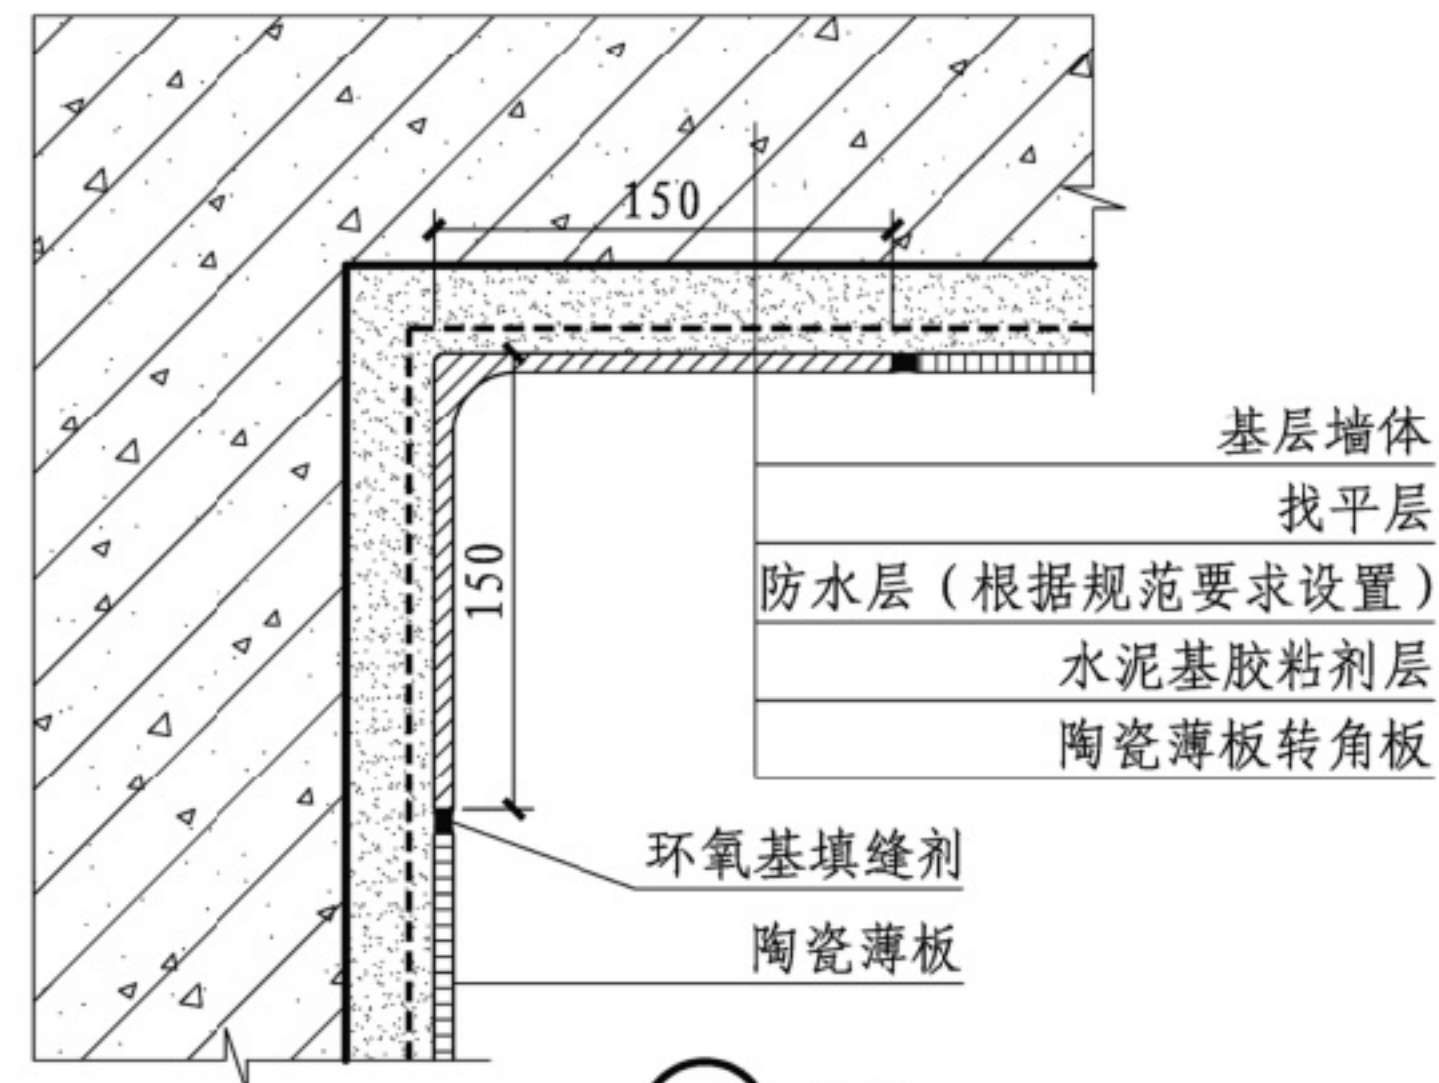 150
150
基层墙体
找平层
防水层（根据规范要求设置）
水泥基胶粘剂层
陶瓷薄板转角板
环氧基填缝剂
陶瓷薄板